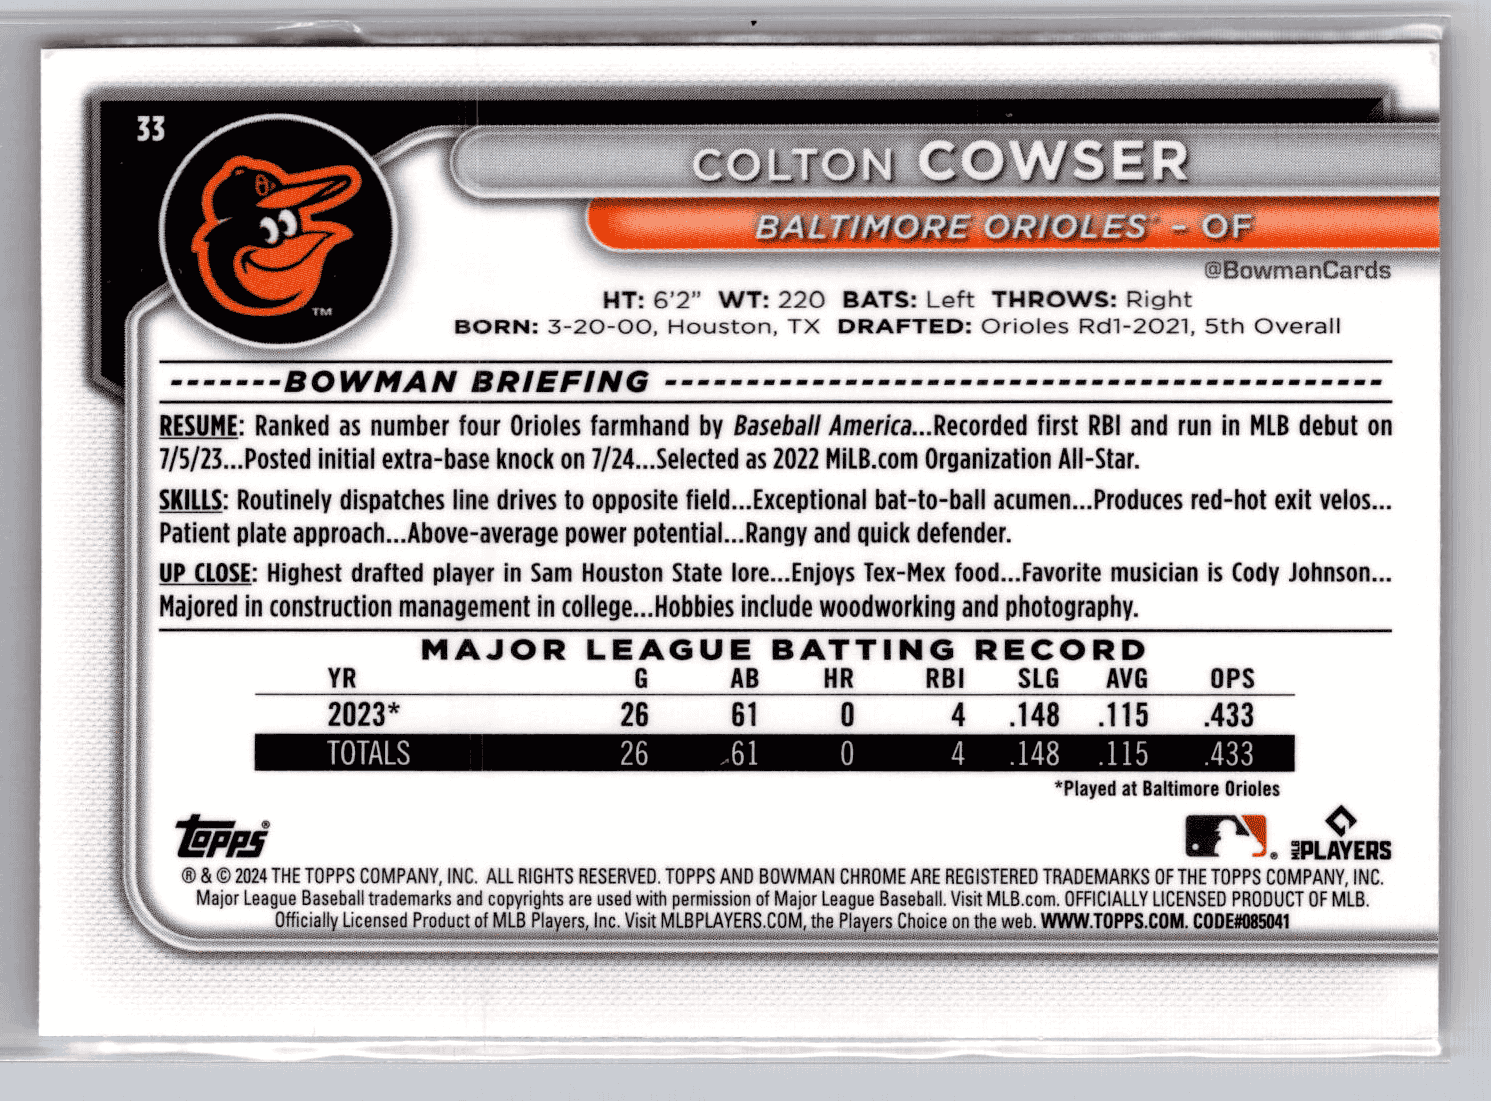 33
COLTON COWSER
BALTIMORE ORIOLES™ - OF
@BowmanCards
HT: 6'2" WT: 220 BATS: Left THROWS: Right
BORN: 3-20-00, Houston, TX DRAFTED: Orioles Rd1-2021, 5th Overall
TM
-------BOWMAN BRIEFING --------------------------------------------
RESUME: Ranked as number four Orioles farmhand by Baseball America...Recorded first RBI and run in MLB debut on
7/5/23...Posted initial extra-base knock on 7/24...Selected as 2022 MiLB.com Organization All-Star.
SKILLS: Routinely dispatches line drives to opposite field...Exceptional bat-to-ball acumen...Produces red-hot exit velos...
Patient plate approach...Above-average power potential...Rangy and quick defender.
UP CLOSE: Highest drafted player in Sam Houston State lore...Enjoys Tex-Mex food...Favorite musician is Cody Johnson...
Majored in construction management in college...Hobbies include woodworking and photography.
MAJOR LEAGUE BATTING RECORD
YR G AB HR RBI SLG AVG OPS
2023* 26 61 0 4 .148 .115 .433
TOTALS 26 61 0 4 .148 .115 .433
*Played at Baltimore Orioles
topps®
® MLB PLAYERS
® & © 2024 THE TOPPS COMPANY, INC. ALL RIGHTS RESERVED. TOPPS AND BOWMAN CHROME ARE REGISTERED TRADEMARKS OF THE TOPPS COMPANY, INC.
Major League Baseball trademarks and copyrights are used with permission of Major League Baseball. Visit MLB.com. OFFICIALLY LICENSED PRODUCT OF MLB.
Officially Licensed Product of MLB Players, Inc. Visit MLBPLAYERS.COM, the Players Choice on the web. WWW.TOPPS.COM. CODE#085041